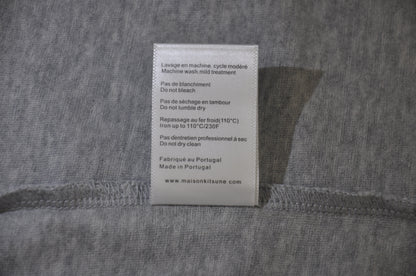 Lavage en machine, cycle modéré
Machine wash mild treatment
Pas de blanchiment
Do not bleach
Pas de séchage en tambour
Do not tumble dry
Repassage au fer froid(110°C)
Iron up to 110°C/230F
Pas dentretien professionnel à sec
Do not dry clean
Fabriqué au Portugal
Made in Portugal
www.maisonkitsune.com